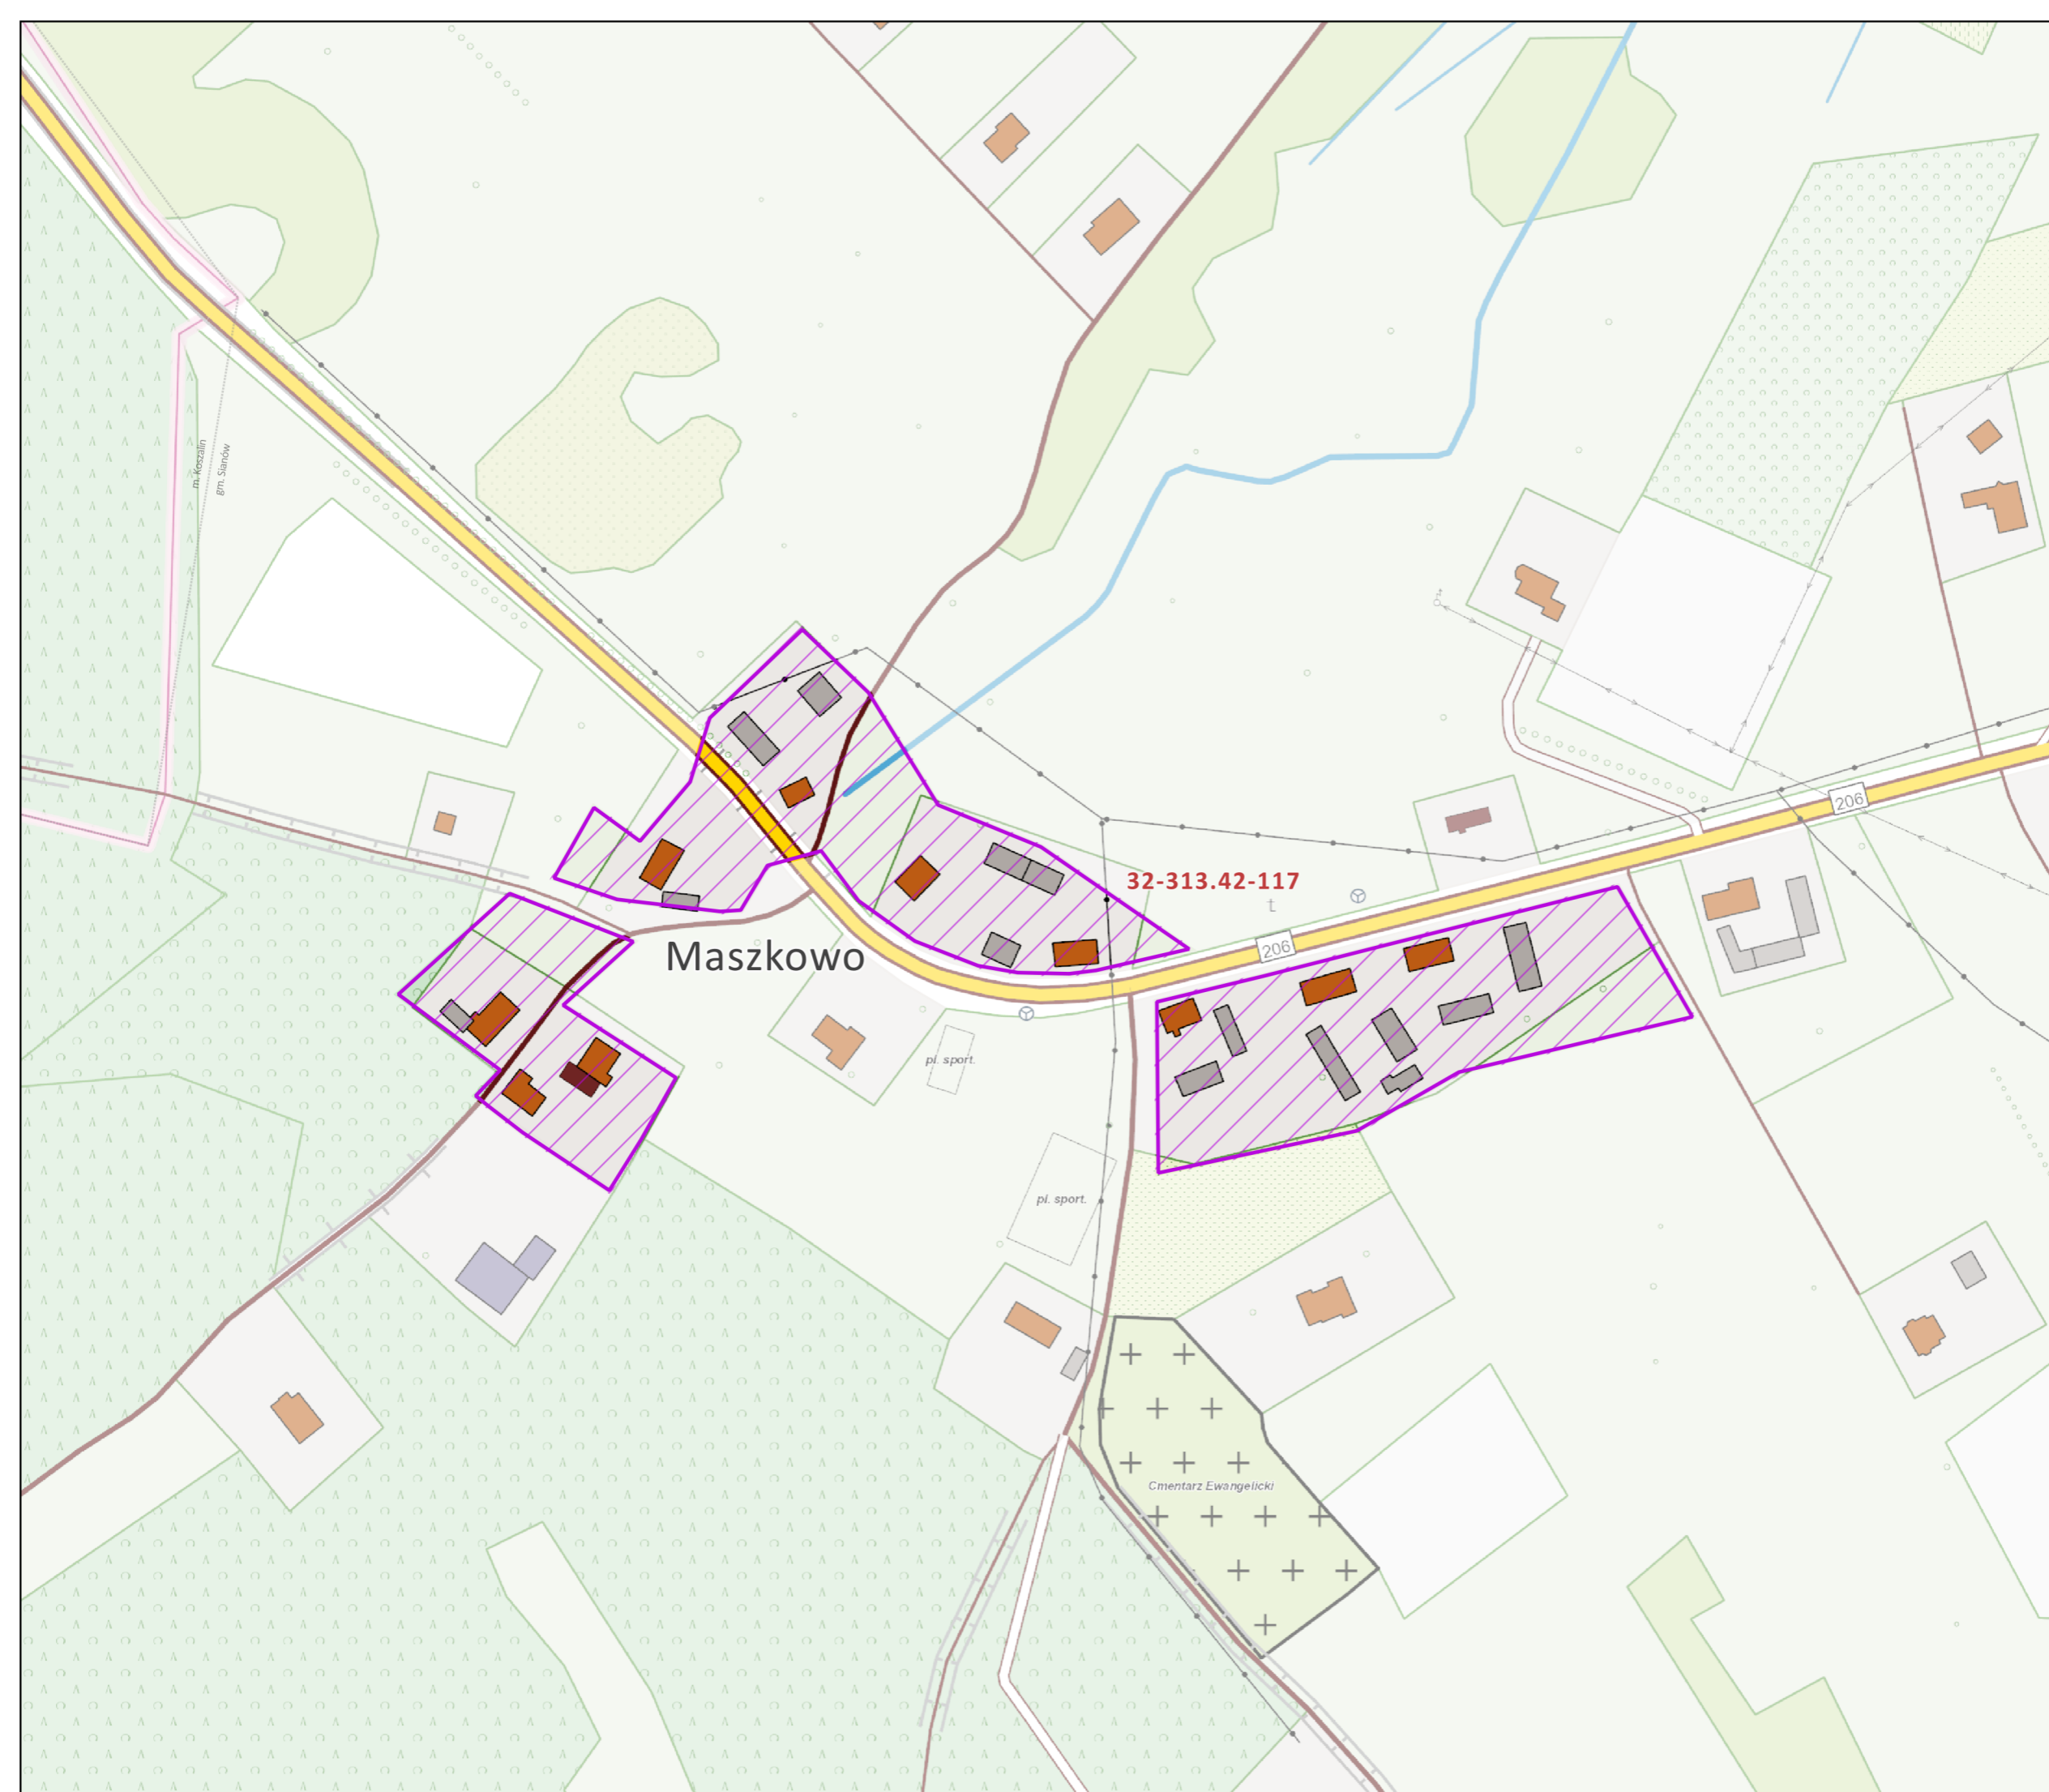 m. Koszalin
gm. Sianów
206
32-313.42-117
t
206
Maszkowo
pl. sport.
pl. sport.
Cmentarz Ewangelicki